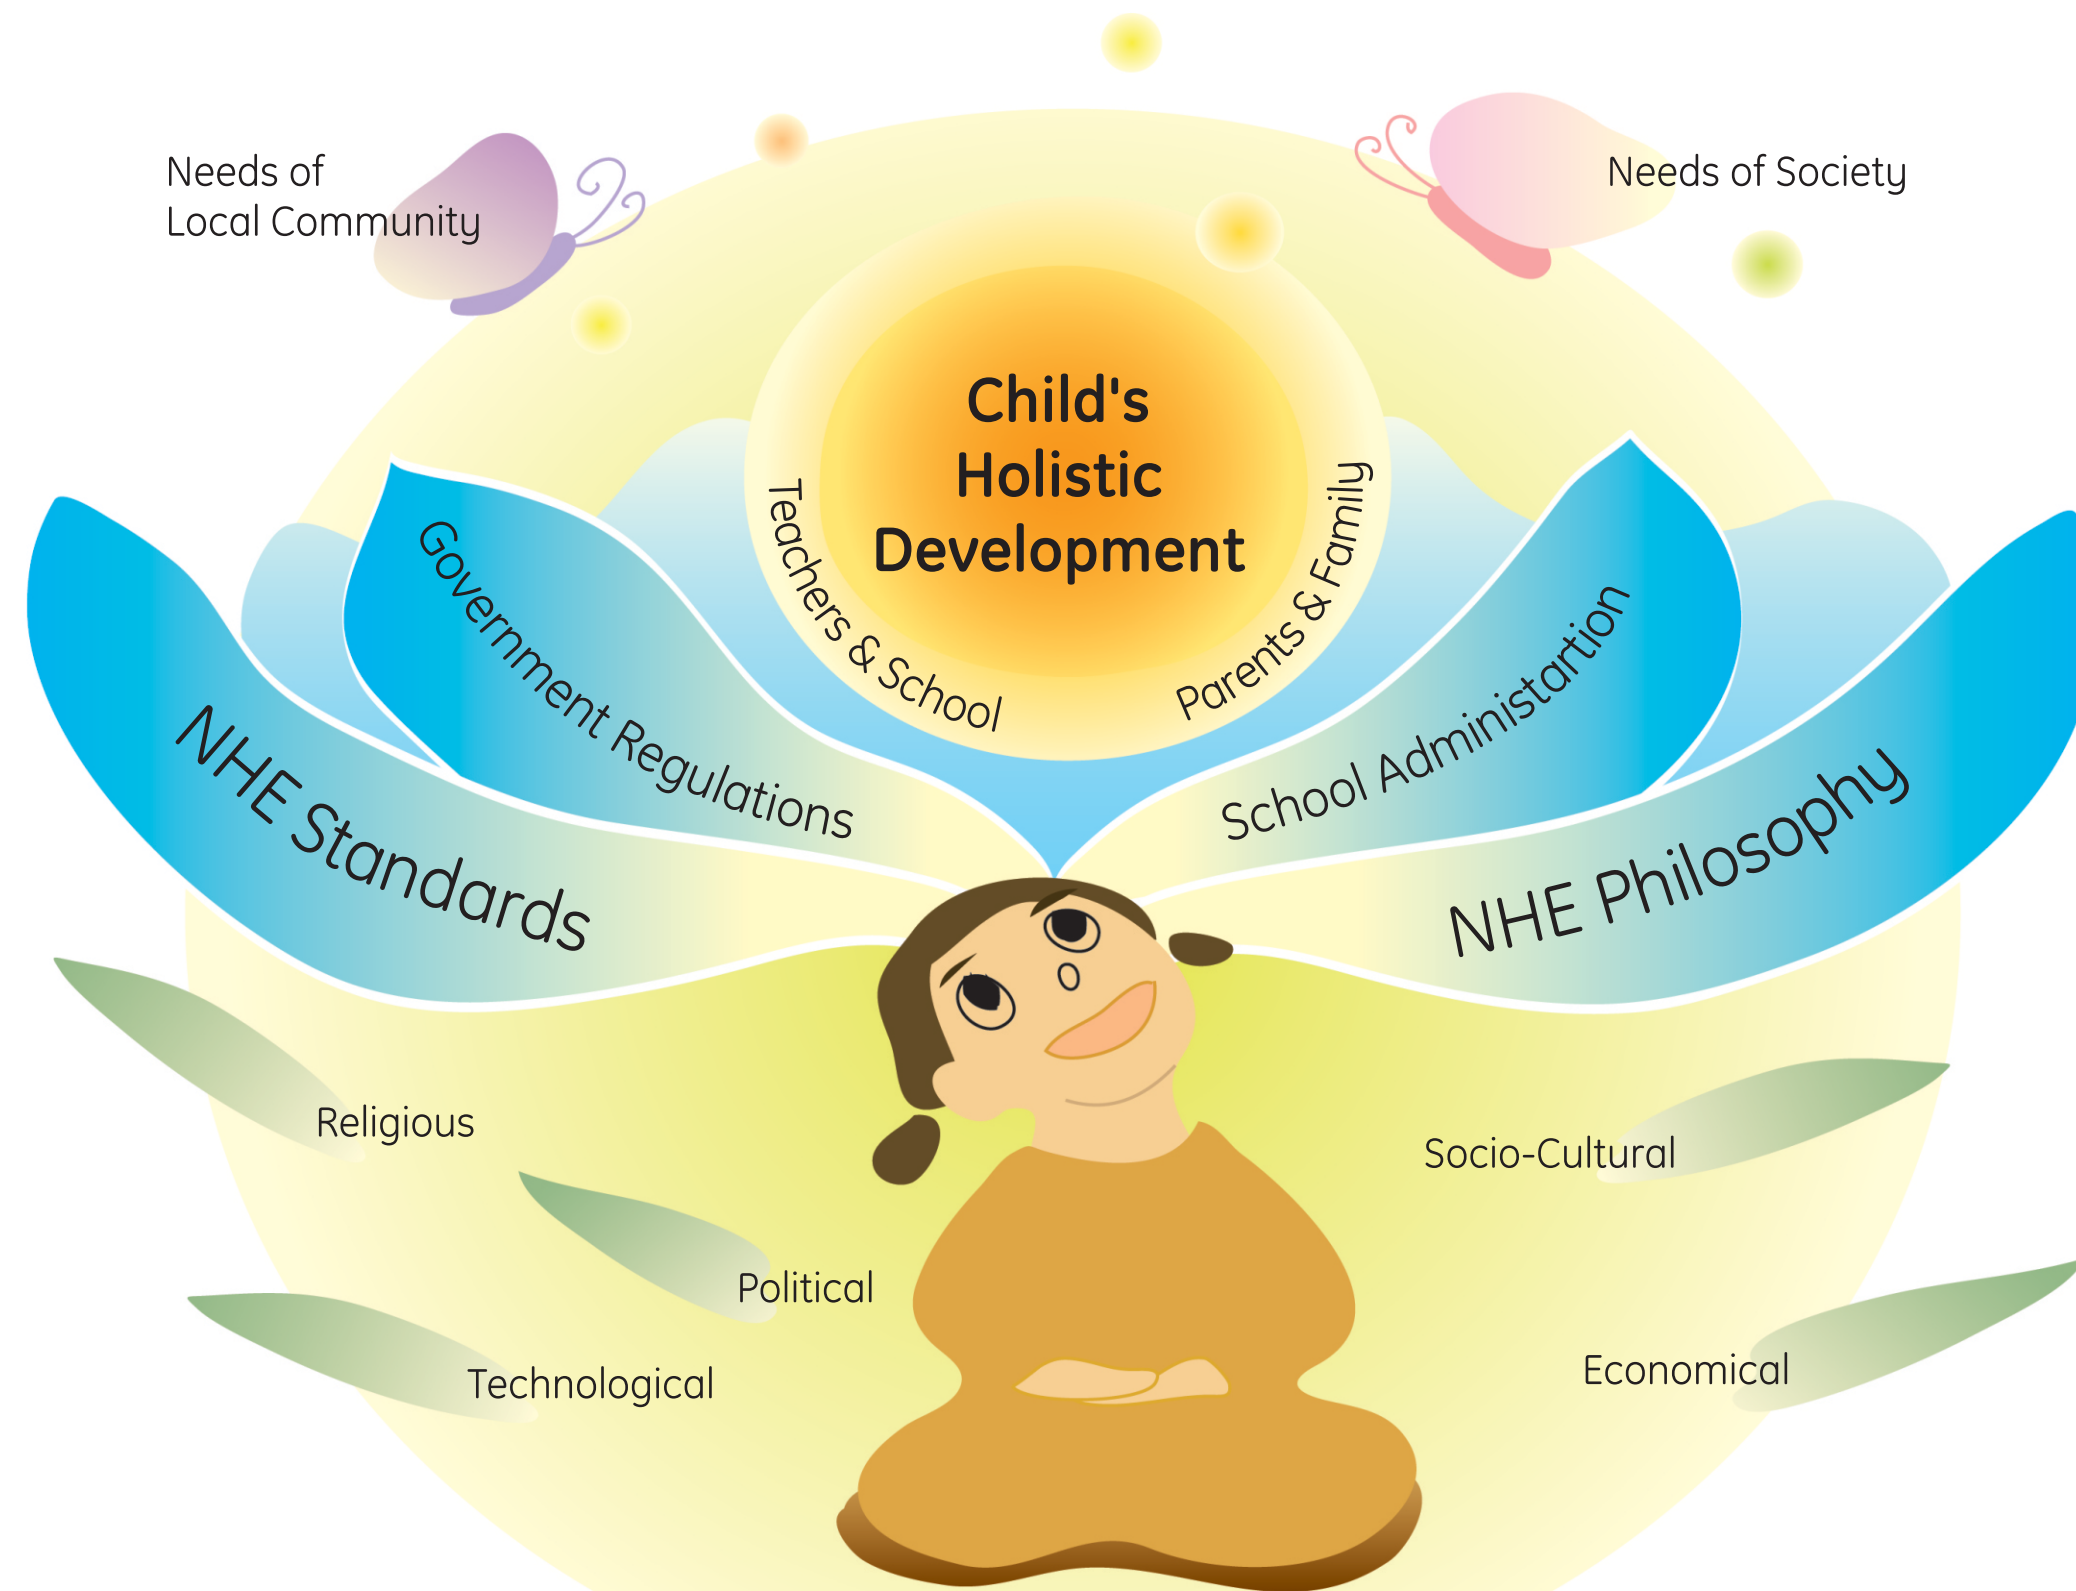 Needs of
Local Community
Needs of Society
Child's
Holistic
Development
Teachers & School
Parents & Family
Government Regulations
School Administartion
NHE Standards
NHE Philosophy
Religious
Socio-Cultural
Political
Technological
Economical